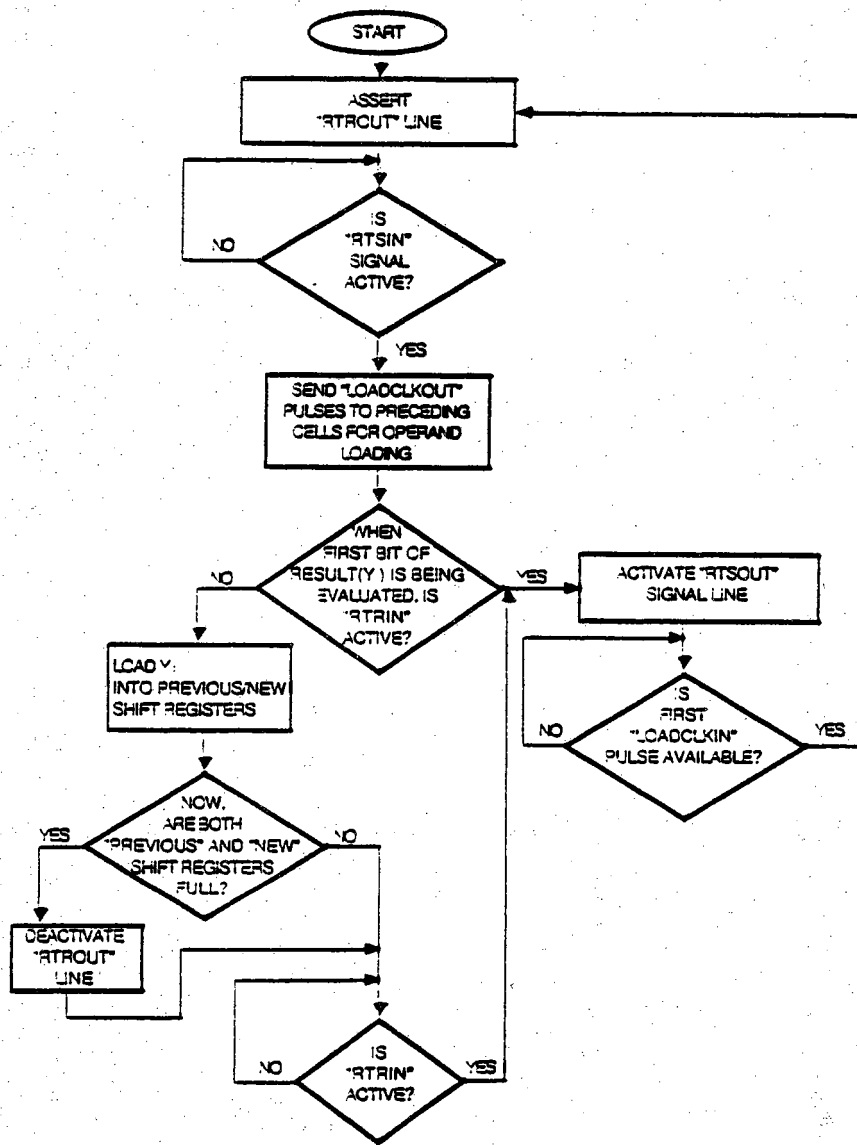 START
ASSERT
"RTROUT" LINE
IS
"RTSIN"
SIGNAL
ACTIVE?
NO
YES
SEND "LOADCLKOUT"
PULSES TO PRECEDING
CELLS FOR OPERAND
LOADING
WHEN
FIRST BIT OF
RESULT(Y ) IS BEING
EVALUATED, IS
"RTRIN"
ACTIVE?
NO
YES
ACTIVATE "RTSOUT"
SIGNAL LINE
LOAD Y:
INTO PREVIOUS/NEW
SHIFT REGISTERS
IS
FIRST
"LOADCLKIN"
PULSE AVAILABLE?
NO
YES
NOW,
ARE BOTH
"PREVIOUS" AND "NEW"
SHIFT REGISTERS
FULL?
YES
NO
DEACTIVATE
"RTROUT"
LINE
IS
"RTRIN"
ACTIVE?
NO
YES